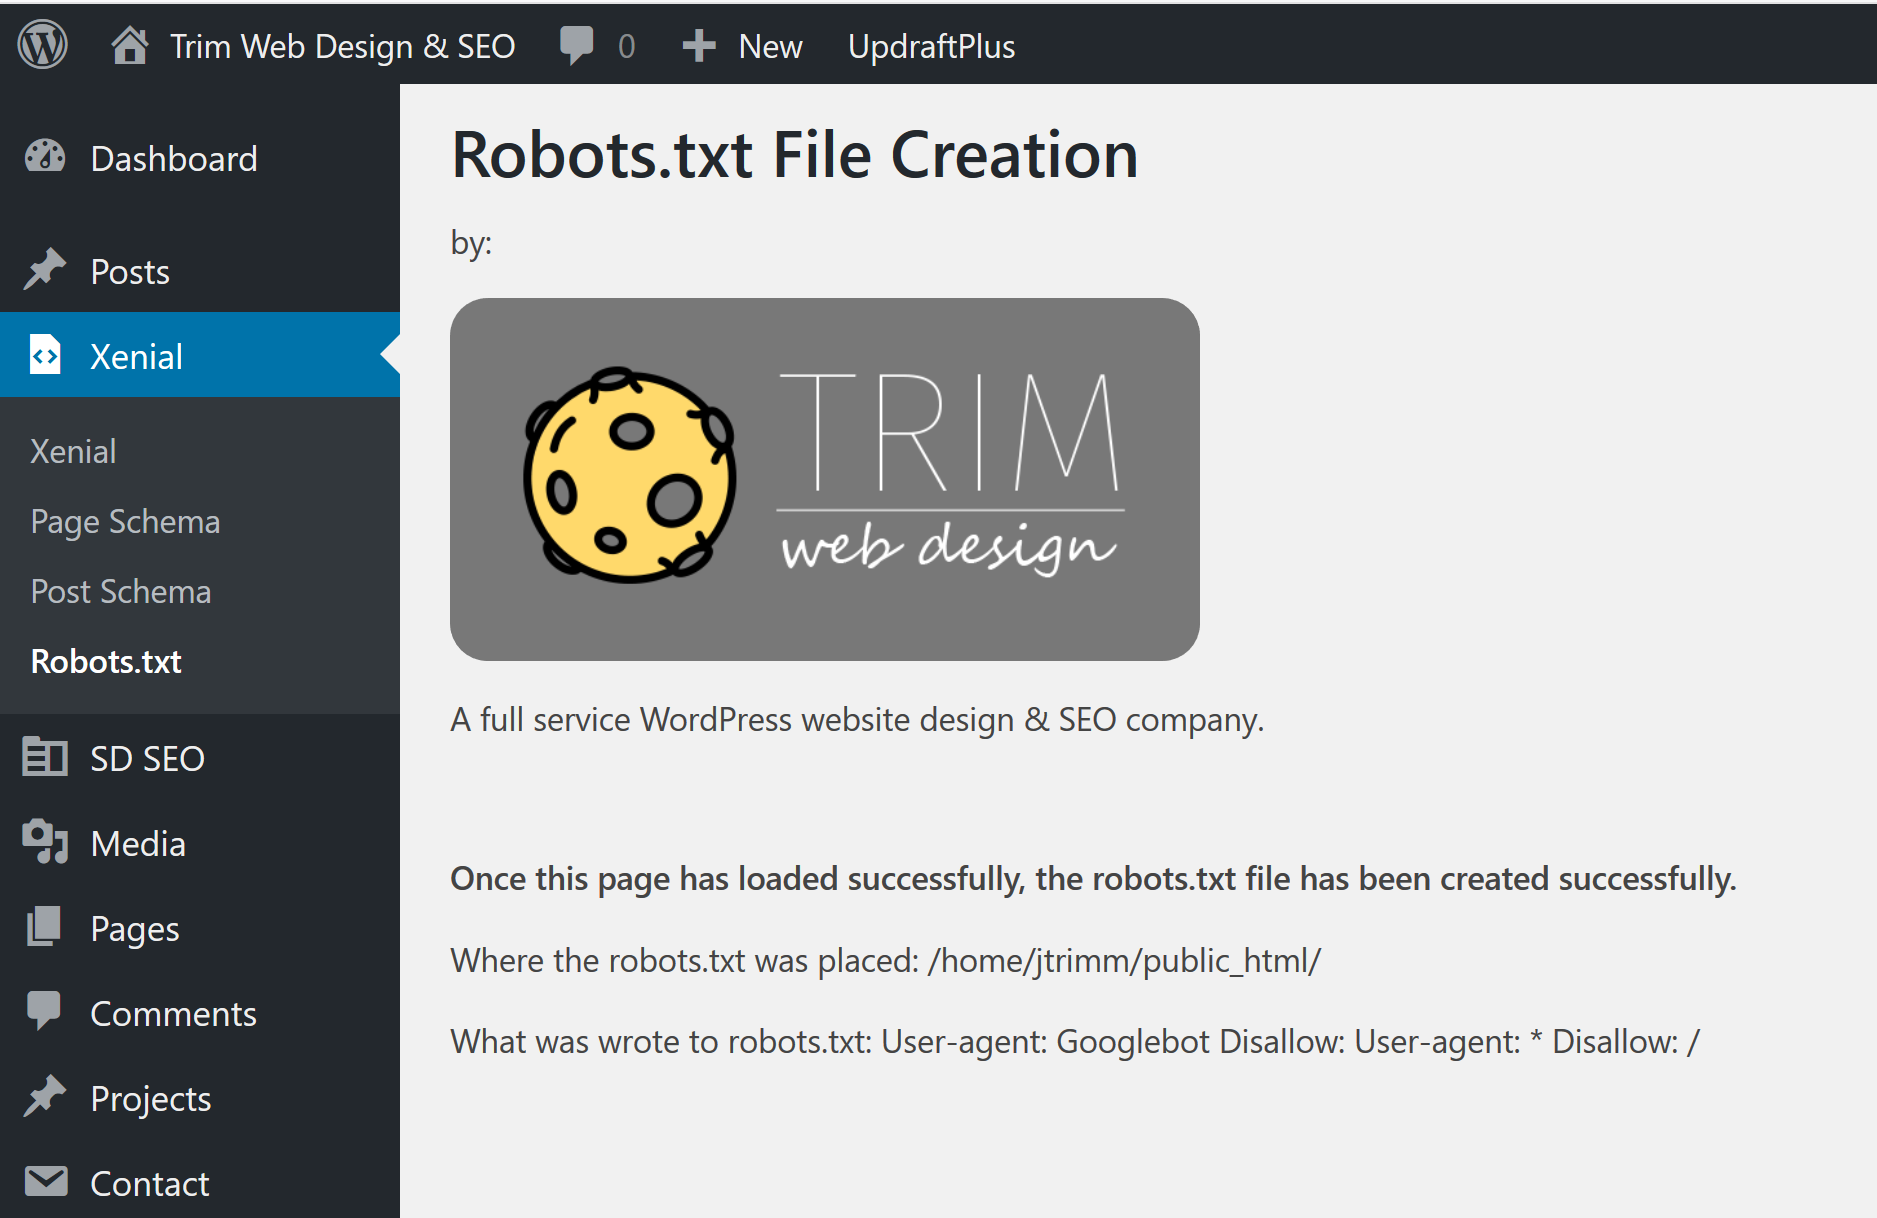 Trim Web Design & SEO 0 New UpdraftPlus
Dashboard
Posts
Xenial
Xenial
Page Schema
Post Schema
Robots.txt
SD SEO
Media
Pages
Comments
Projects
Contact
Robots.txt File Creation
by:
TRIM
web design
A full service WordPress website design & SEO company.
Once this page has loaded successfully, the robots.txt file has been created successfully.
Where the robots.txt was placed: /home/jtrimm/public_html/
What was wrote to robots.txt: User-agent: Googlebot Disallow: User-agent: * Disallow: /